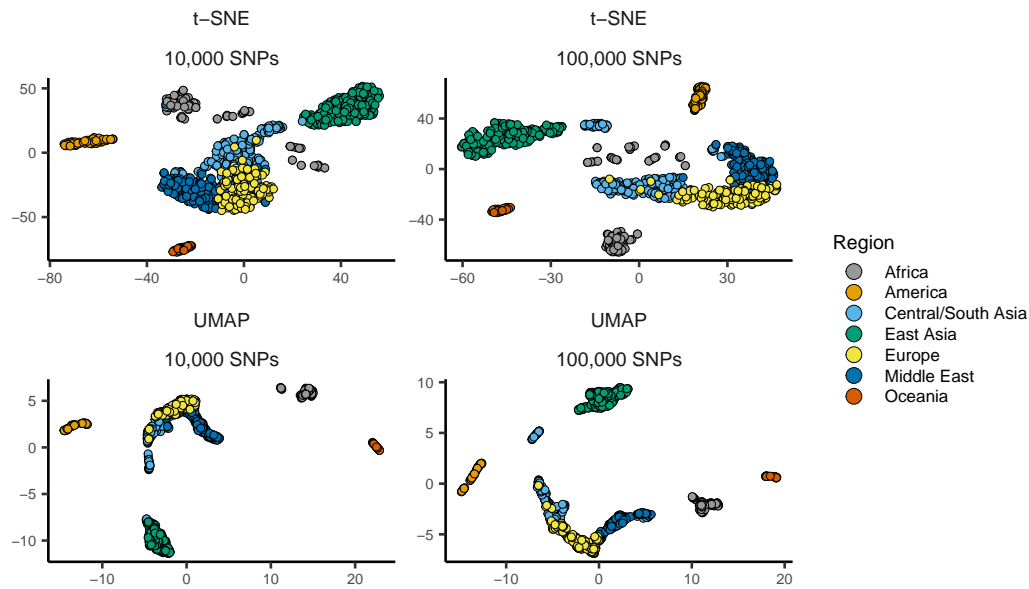 t−SNE
10,000 SNPs
50
0
−50
−80
−40
0
40
t−SNE
100,000 SNPs
40
0
−40
−60
−30
0
30
UMAP
10,000 SNPs
5
0
−5
−10
−10
0
10
20
UMAP
100,000 SNPs
10
5
0
−5
−10
0
10
20
Region
Africa
America
Central/South Asia
East Asia
Europe
Middle East
Oceania